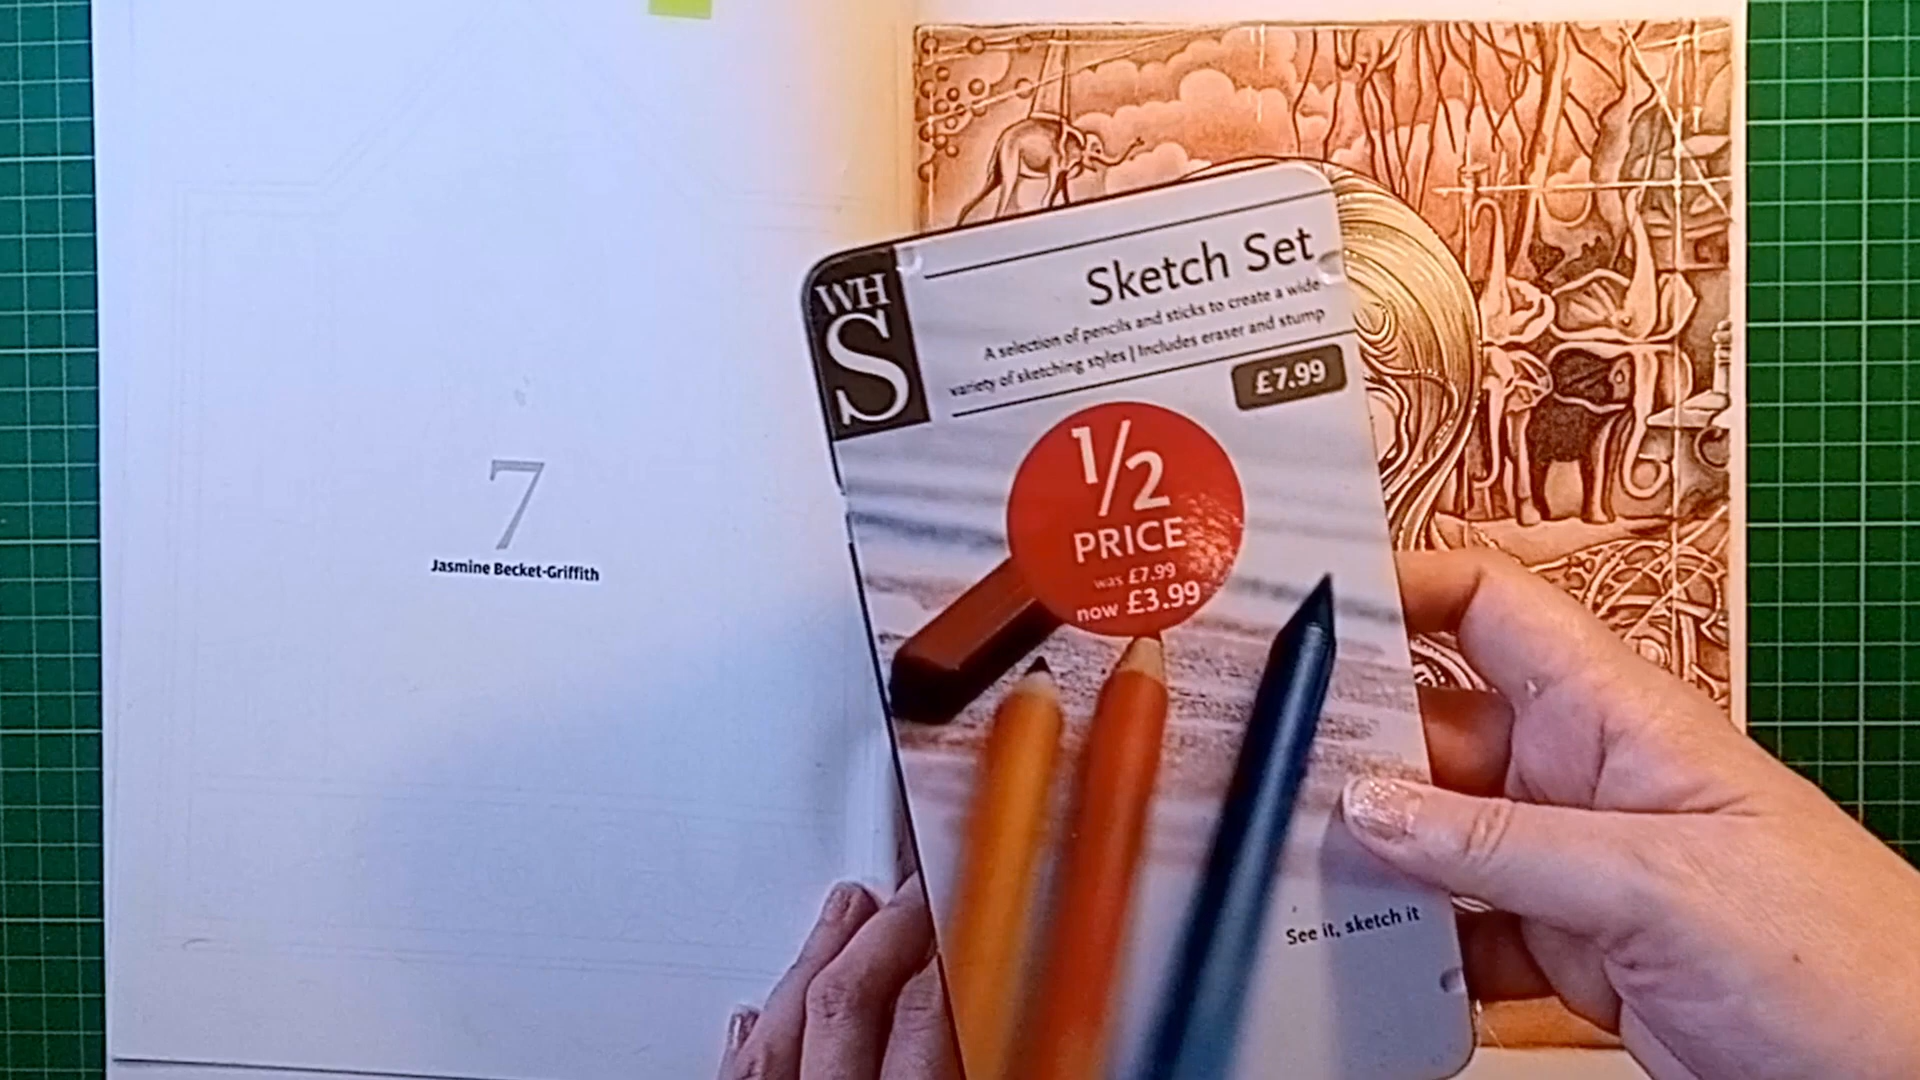 7
Jasmine Becket-Griffith
WH
S
Sketch Set
A selection of pencils and sticks to create a wide
variety of sketching styles | Includes eraser and stump
£7.99
1/2
PRICE
was £7.99
now £3.99
See it, sketch it